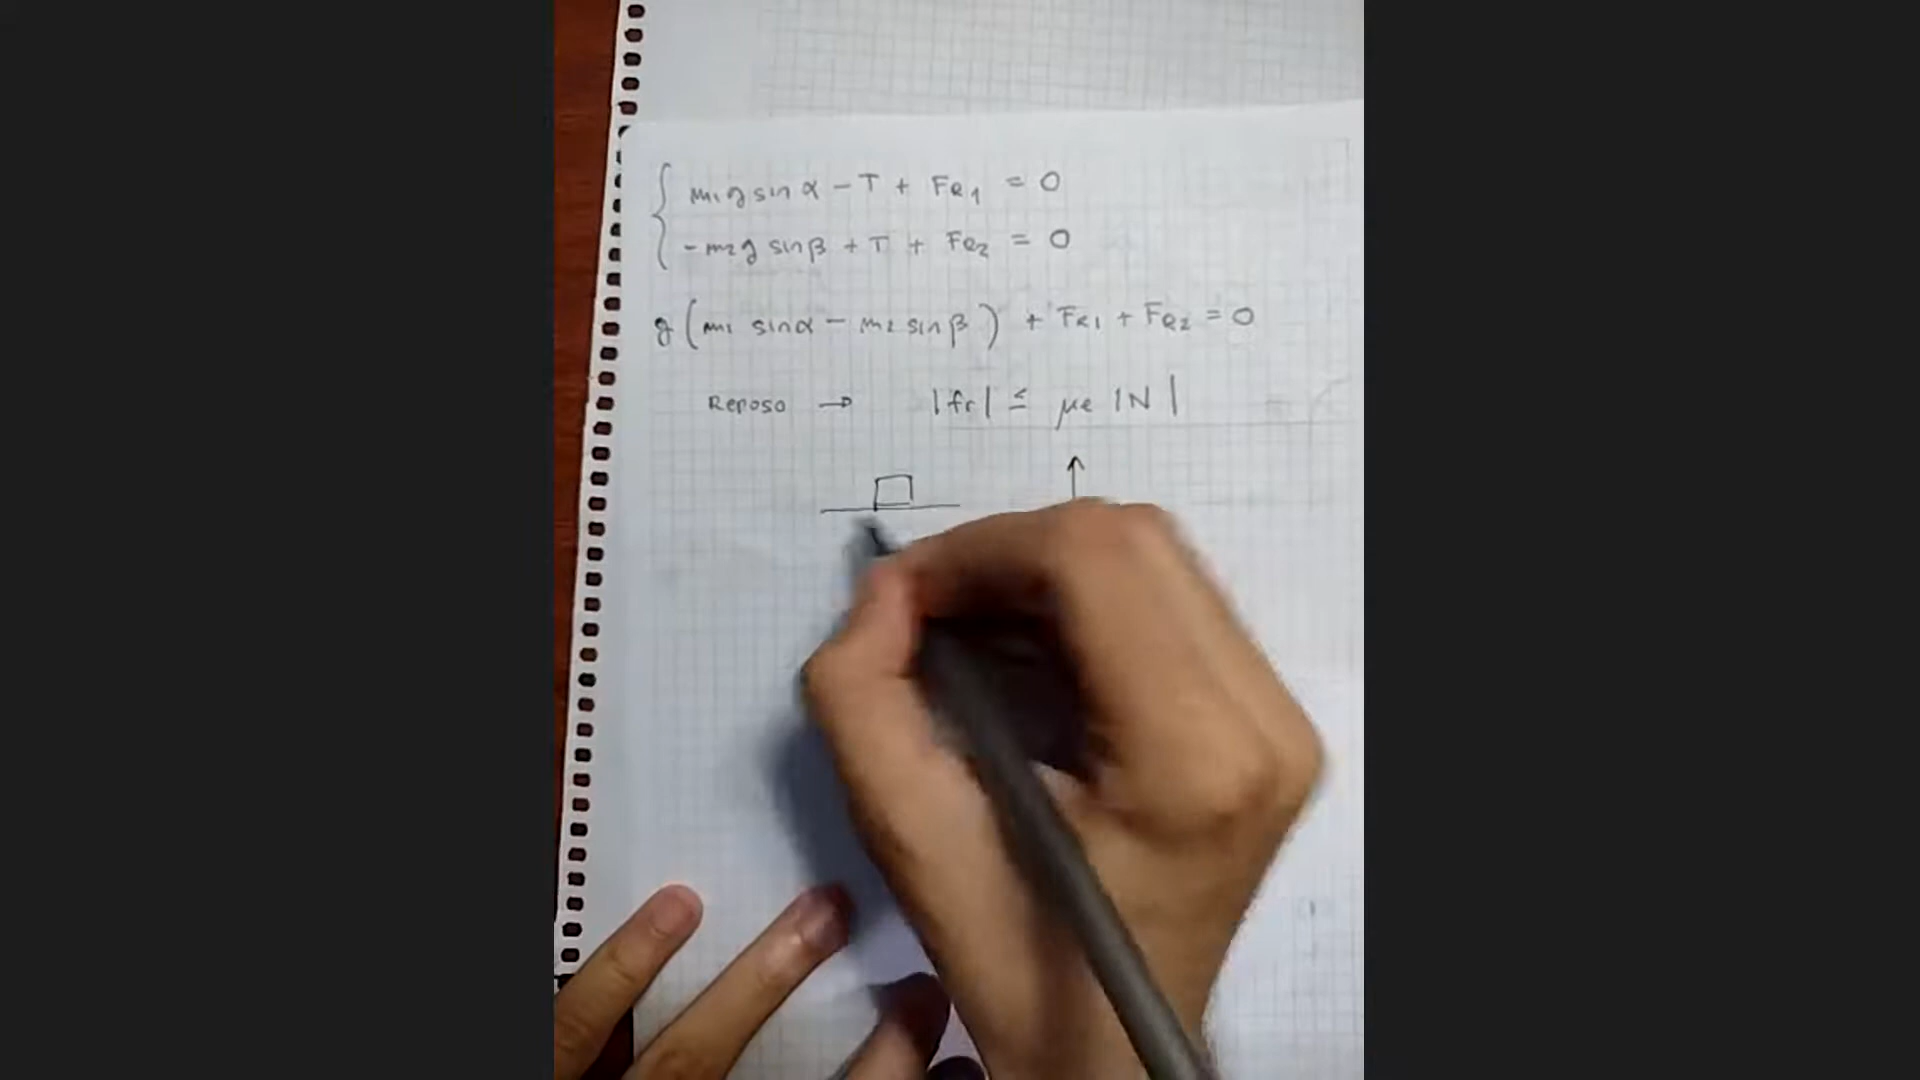 m₁g sin α - T + FR₁ = 0
-m₂g sin β + T + FR₂ = 0
g (m₁ sin α - m₂ sin β) + FR₁ + FR₂ = 0
Reposo → |fr| ≤ μe |N|